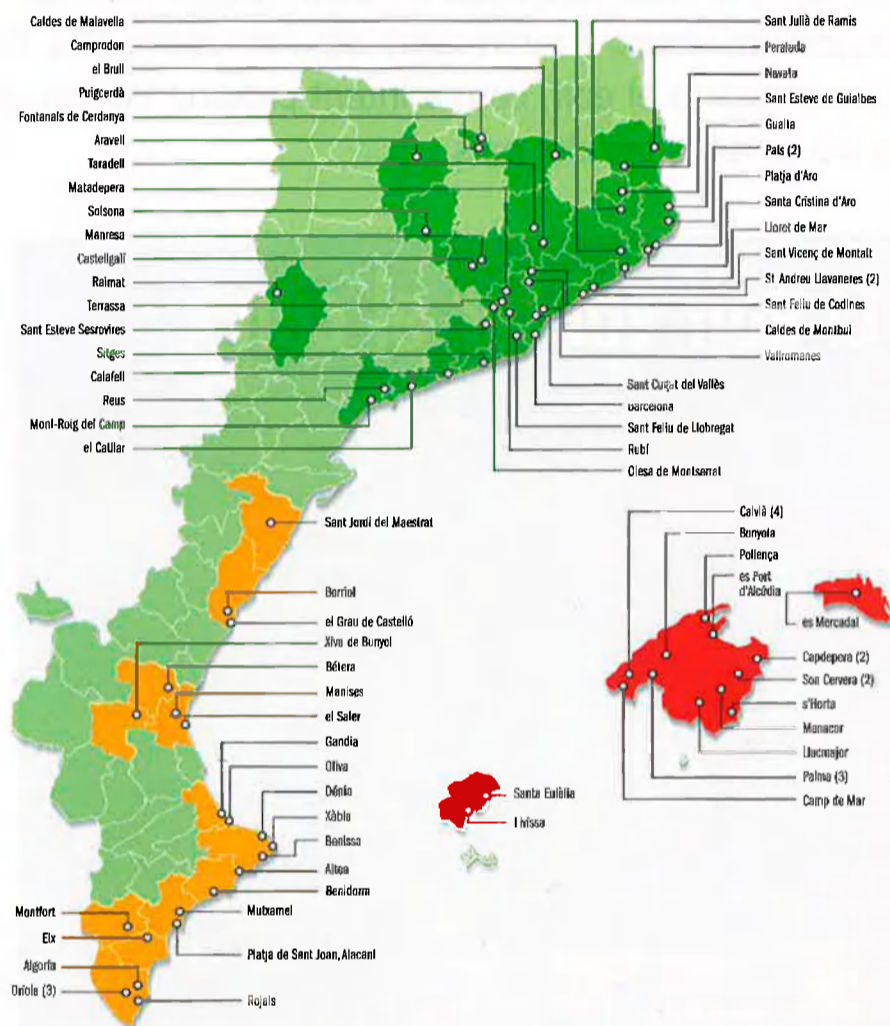 Caldes de Malavella
Camprodon
el Brull
Puigcerdà
Fontanals de Cerdanya
Aravell
Taradell
Matadepera
Solsona
Manresa
Castellgalí
Raimat
Terrassa
Sant Esteve Sesrovires
Sitges
Calafell
Reus
Mont-Roig del Camp
el Catllar
Sant Julià de Ramis
Peralada
Navata
Sant Esteve de Guialbes
Gualta
Pals (2)
Platja d'Aro
Santa Cristina d'Aro
Lloret de Mar
Sant Vicenç de Montalt
St Andreu Llavaneres (2)
Sant Feliu de Codines
Caldes de Montbui
Vallromanes
Sant Cugat del Vallès
Barcelona
Sant Feliu de Llobregat
Rubí
Olesa de Montserrat
Sant Jordi del Maestrat
Borriol
el Grau de Castelló
Xiva de Bunyol
Bétera
Manises
el Saler
Gandia
Oliva
Dénia
Xàbia
Benissa
Altea
Benidorm
Mutxamel
Platja de Sant Joan, Alacant
Rojals
Montfort
Elx
Algorfa
Oriola (3)
Calvià (4)
Bunyola
Pollença
es Port
d'Alcúdia
es Mercadal
Capdepera (2)
Son Cervera (2)
s'Horta
Manacor
Llucmajor
Palma (3)
Camp de Mar
Santa Eulàlia
Eivissa